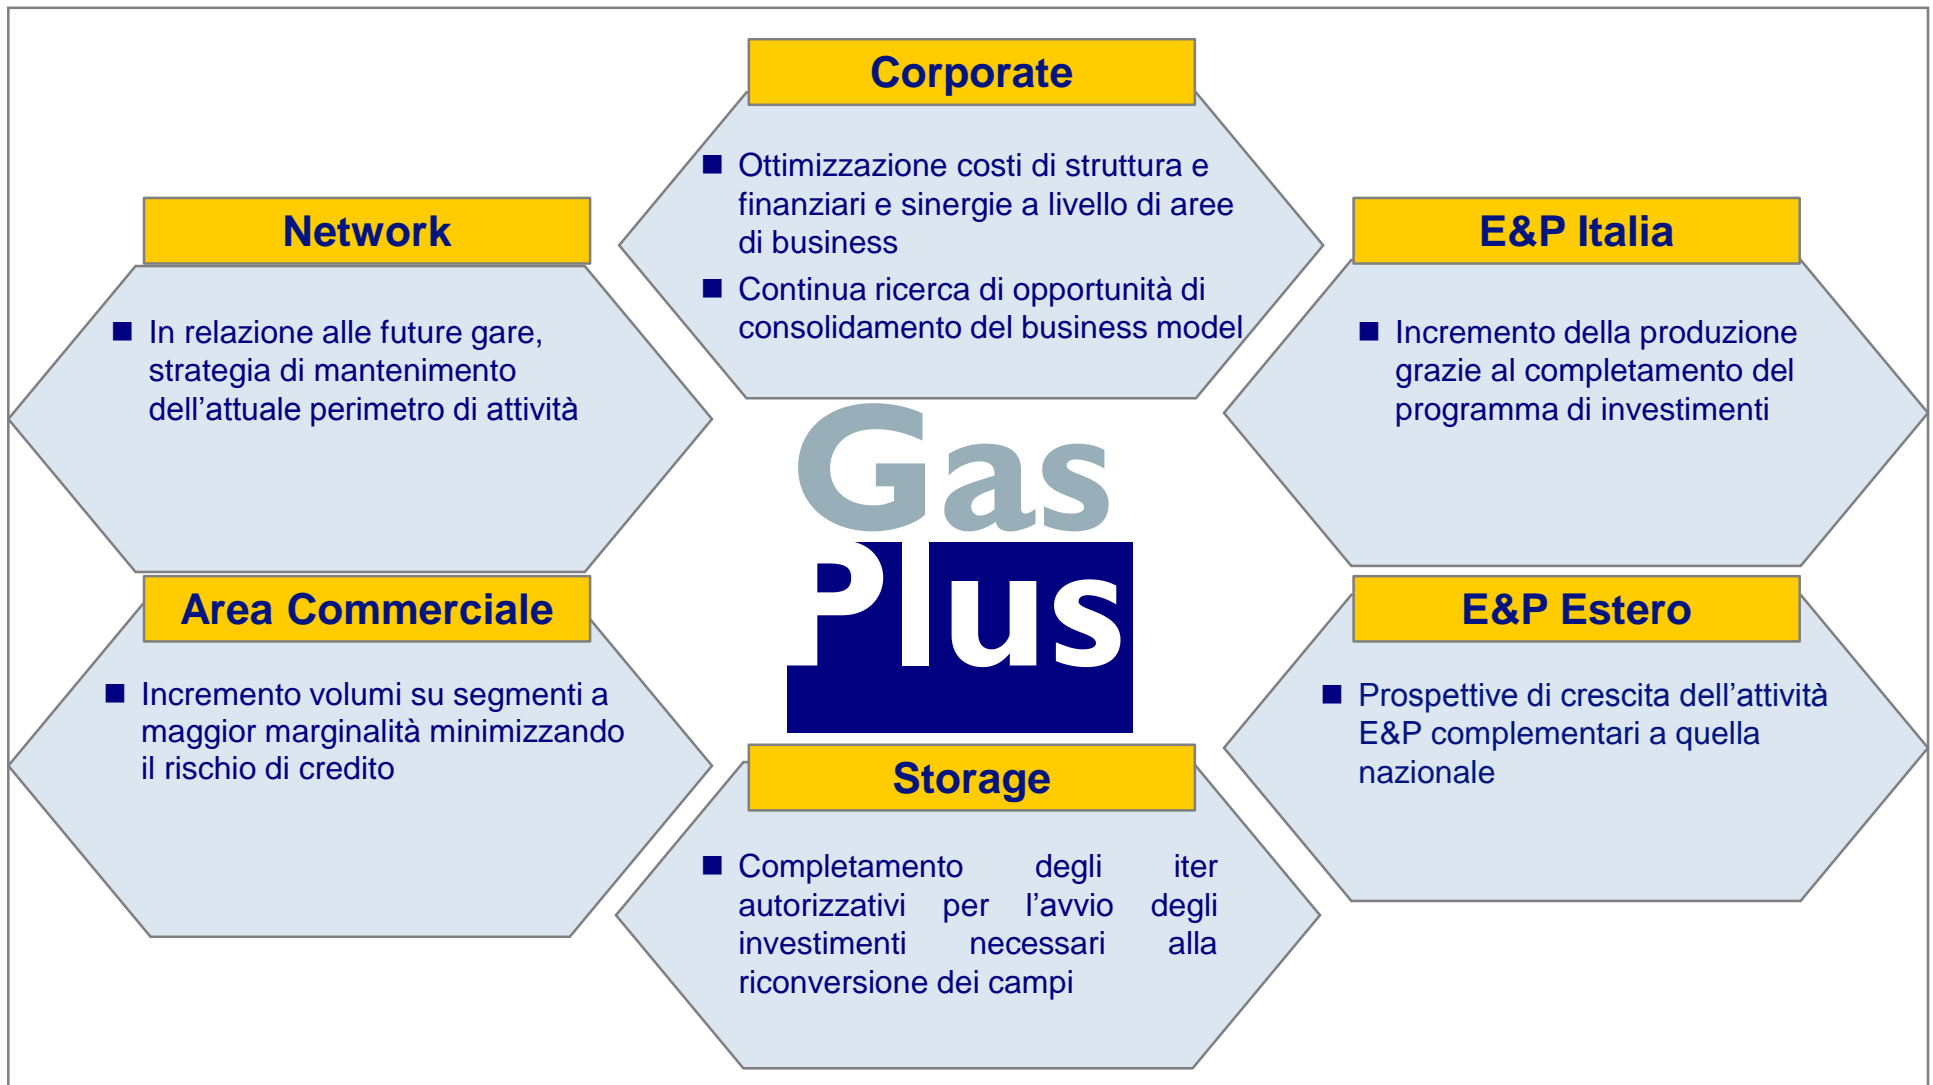 Corporate
■ Ottimizzazione costi di struttura e
finanziari e sinergie a livello di aree
di business
■ Continua ricerca di opportunità di
consolidamento del business model
Network
■ In relazione alle future gare,
strategia di mantenimento
dell’attuale perimetro di attività
E&P Italia
■ Incremento della produzione
grazie al completamento del
programma di investimenti
Gas
Plus
Area Commerciale
■ Incremento volumi su segmenti a
maggior marginalità minimizzando
il rischio di credito
E&P Estero
■ Prospettive di crescita dell’attività
E&P complementari a quella
nazionale
Storage
■ Completamento degli iter
autorizzativi per l’avvio degli
investimenti necessari alla
riconversione dei campi